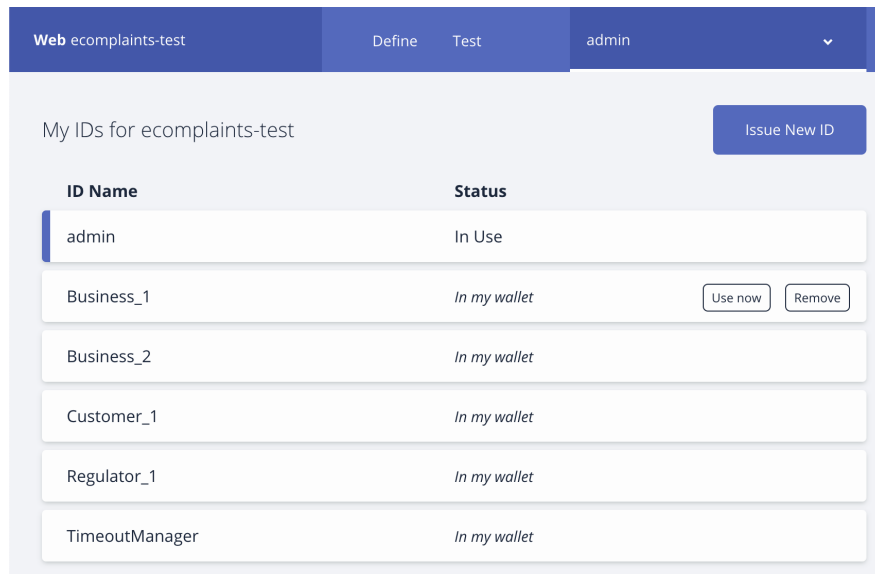 Web ecomplaints-test Define Test admin
My IDs for ecomplaints-test Issue New ID
ID Name Status
admin In Use
Business_1 In my wallet Use now Remove
Business_2 In my wallet
Customer_1 In my wallet
Regulator_1 In my wallet
TimeoutManager In my wallet